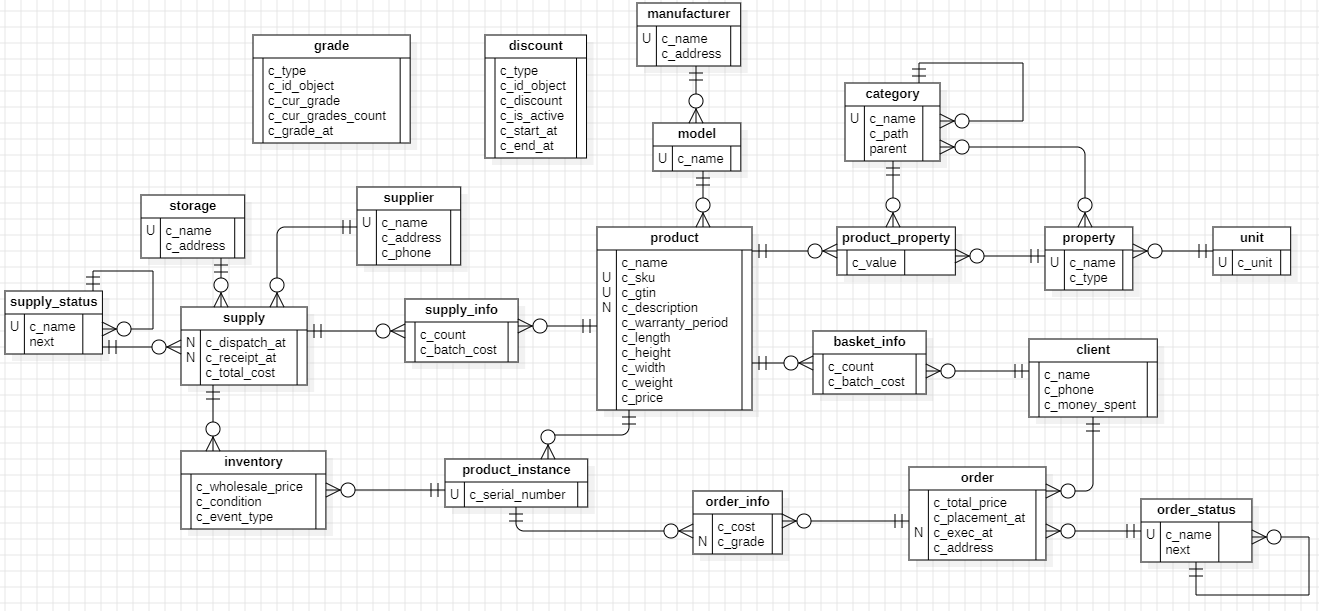 manufacturer
U c_name
c_address
grade
c_type
c_id_object
c_cur_grade
c_cur_grades_count
c_grade_at
discount
c_type
c_id_object
c_discount
c_is_active
c_start_at
c_end_at
model
U c_name
category
U c_name
c_path
parent
storage
U c_name
c_address
supplier
U c_name
c_address
c_phone
product
c_name
U c_sku
U c_gtin
N c_description
c_warranty_period
c_length
c_height
c_width
c_weight
c_price
product_property
c_value
property
U c_name
c_type
unit
U c_unit
supply_status
U c_name
next
supply
N c_dispatch_at
N c_receipt_at
c_total_cost
supply_info
c_count
c_batch_cost
basket_info
c_count
c_batch_cost
client
c_name
c_phone
c_money_spent
inventory
c_wholesale_price
c_condition
c_event_type
product_instance
U c_serial_number
order_info
c_cost
N c_grade
order
c_total_price
c_placement_at
N c_exec_at
c_address
order_status
U c_name
next